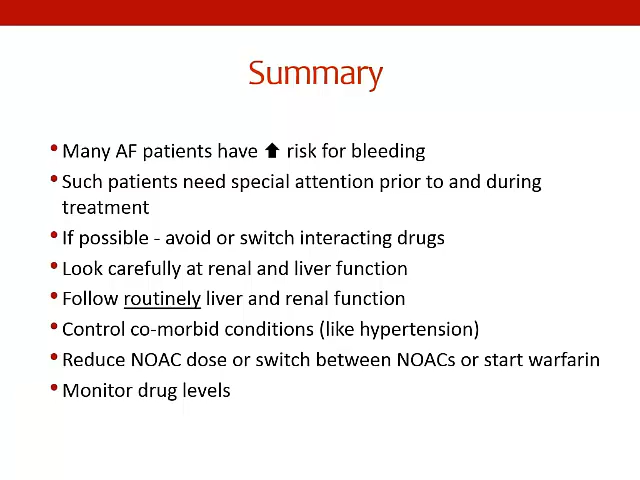 Summary
• Many AF patients have ⬆ risk for bleeding
• Such patients need special attention prior to and during
treatment
• If possible - avoid or switch interacting drugs
• Look carefully at renal and liver function
• Follow routinely liver and renal function
• Control co-morbid conditions (like hypertension)
• Reduce NOAC dose or switch between NOACs or start warfarin
• Monitor drug levels